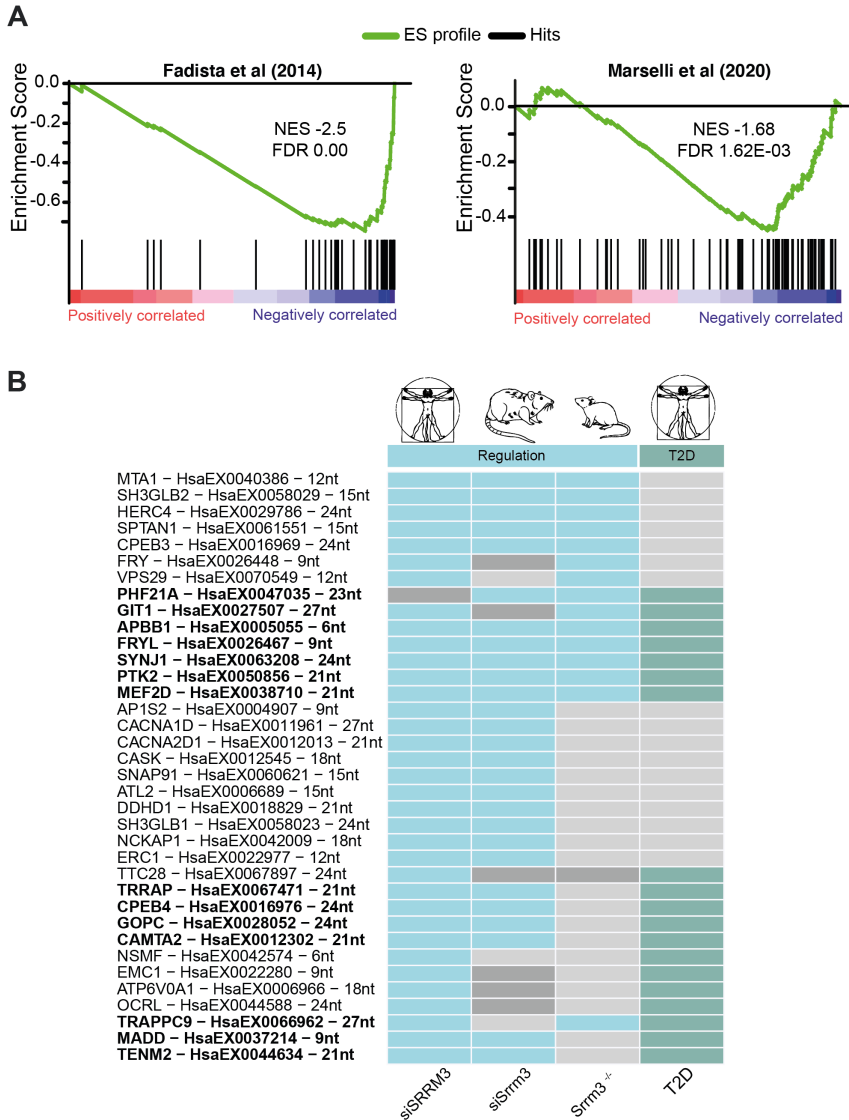 A
ES profile Hits
Fadista et al (2014)
Enrichment Score
0.0
-0.2
-0.4
-0.6
NES -2.5
FDR 0.00
Positively correlated Negatively correlated
Marselli et al (2020)
Enrichment Score
0.0
-0.2
-0.4
NES -1.68
FDR 1.62E-03
Positively correlated Negatively correlated
B
Regulation T2D
MTA1 − HsaEX0040386 − 12nt
SH3GLB2 − HsaEX0058029 − 15nt
HERC4 − HsaEX0029786 − 24nt
SPTAN1 − HsaEX0061551 − 15nt
CPEB3 − HsaEX0016969 − 24nt
FRY − HsaEX0026448 − 9nt
VPS29 − HsaEX0070549 − 12nt
PHF21A − HsaEX0047035 − 23nt
GIT1 − HsaEX0027507 − 27nt
APBB1 − HsaEX0005055 − 6nt
FRYL − HsaEX0026467 − 9nt
SYNJ1 − HsaEX0063208 − 24nt
PTK2 − HsaEX0050856 − 21nt
MEF2D − HsaEX0038710 − 21nt
AP1S2 − HsaEX0004907 − 9nt
CACNA1D − HsaEX0011961 − 27nt
CACNA2D1 − HsaEX0012013 − 21nt
CASK − HsaEX0012545 − 18nt
SNAP91 − HsaEX0060621 − 15nt
ATL2 − HsaEX0006689 − 15nt
DDHD1 − HsaEX0018829 − 21nt
SH3GLB1 − HsaEX0058023 − 24nt
NCKAP1 − HsaEX0042009 − 18nt
ERC1 − HsaEX0022977 − 12nt
TTC28 − HsaEX0067897 − 24nt
TRRAP − HsaEX0067471 − 21nt
CPEB4 − HsaEX0016976 − 24nt
GOPC − HsaEX0028052 − 24nt
CAMTA2 − HsaEX0012302 − 21nt
NSMF − HsaEX0042574 − 6nt
EMC1 − HsaEX0022280 − 9nt
ATP6V0A1 − HsaEX0006966 − 18nt
OCRL − HsaEX0044588 − 24nt
TRAPPC9 − HsaEX0066962 − 27nt
MADD − HsaEX0037214 − 9nt
TENM2 − HsaEX0044634 − 21nt
siSRRM3 siSrrm3 Srrm3 -/- T2D